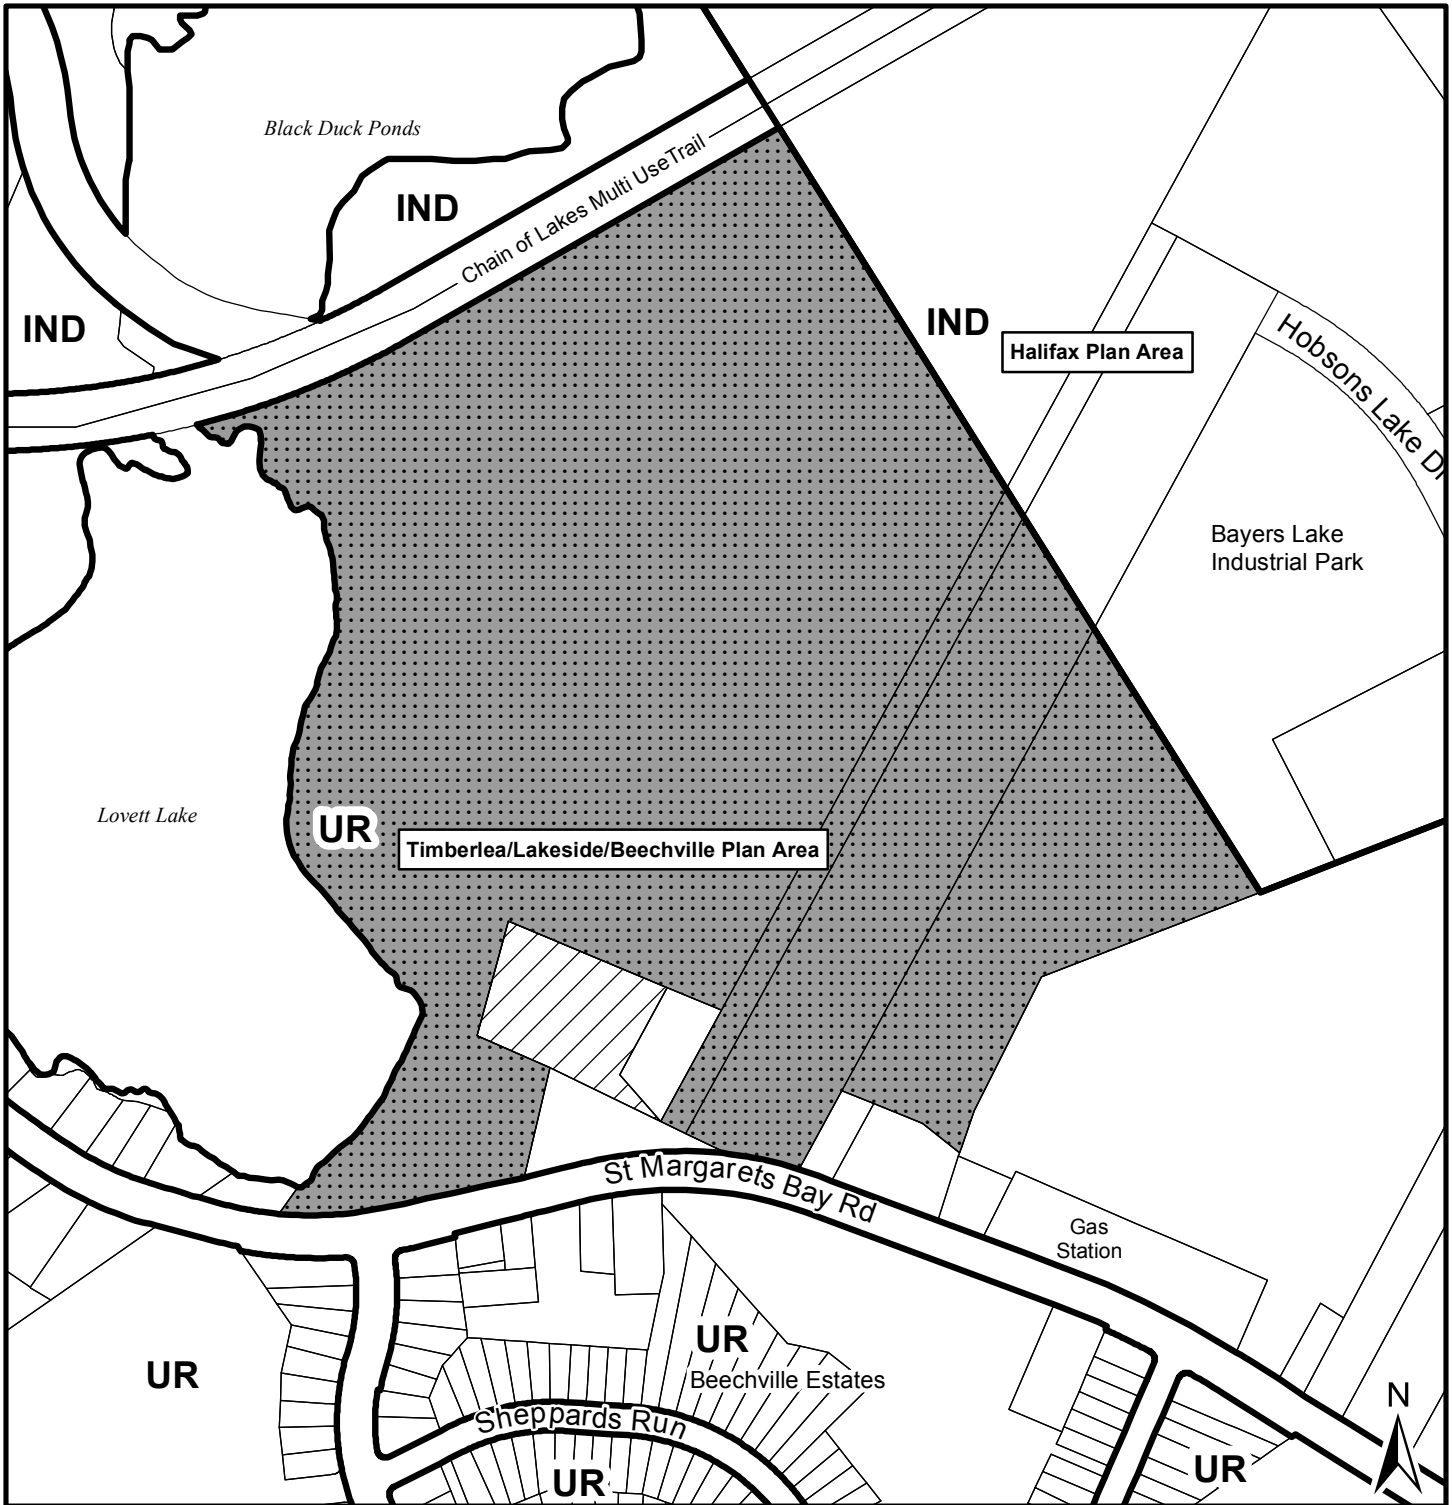 Black Duck Ponds
IND
Chain of Lakes Multi UseTrail
IND
IND
Halifax Plan Area
Hobsons Lake Dr
Bayers Lake
Industrial Park
Lovett Lake
UR
Timberlea/Lakeside/Beechville Plan Area
St Margarets Bay Rd
Gas
Station
UR
UR
Beechville Estates
N
Sheppards Run
UR
UR